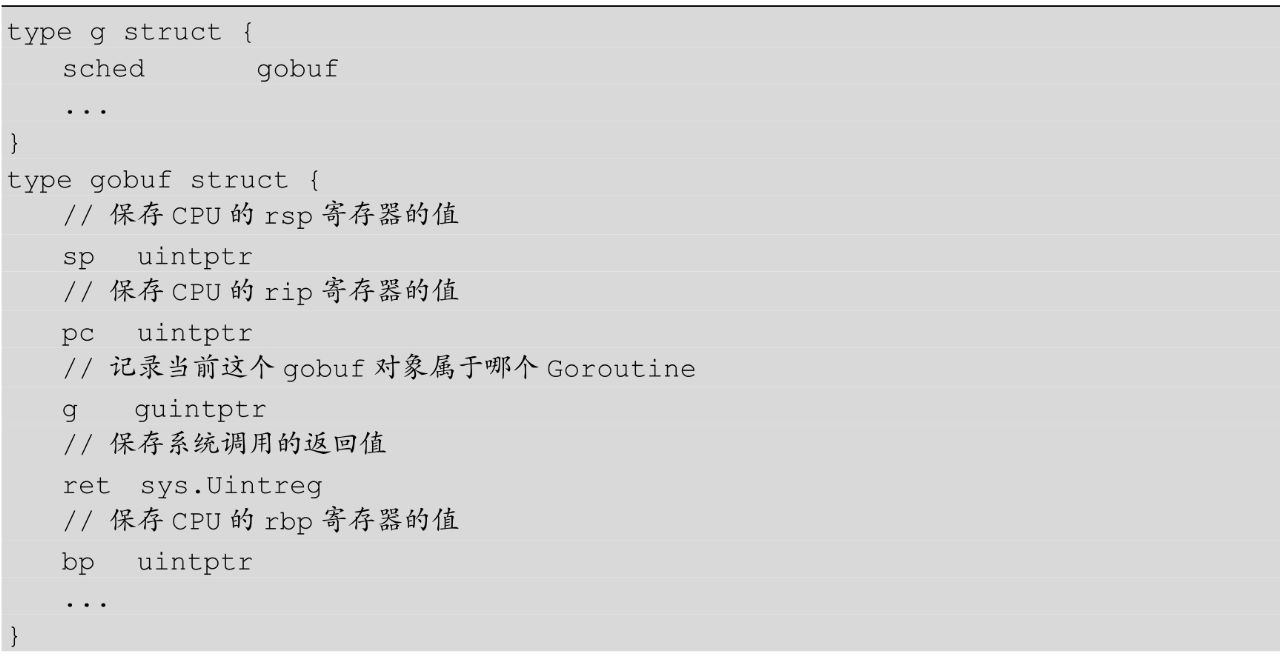 type g struct {
    sched       gobuf
    ...
}
type gobuf struct {
    // 保存 CPU 的 rsp 寄存器的值
    sp   uintptr
    // 保存 CPU 的 rip 寄存器的值
    pc   uintptr
    // 记录当前这个 gobuf 对象属于哪个 Goroutine
    g    guintptr
    // 保存系统调用的返回值
    ret  sys.Uintreg
    // 保存 CPU 的 rbp 寄存器的值
    bp   uintptr
    ...
}